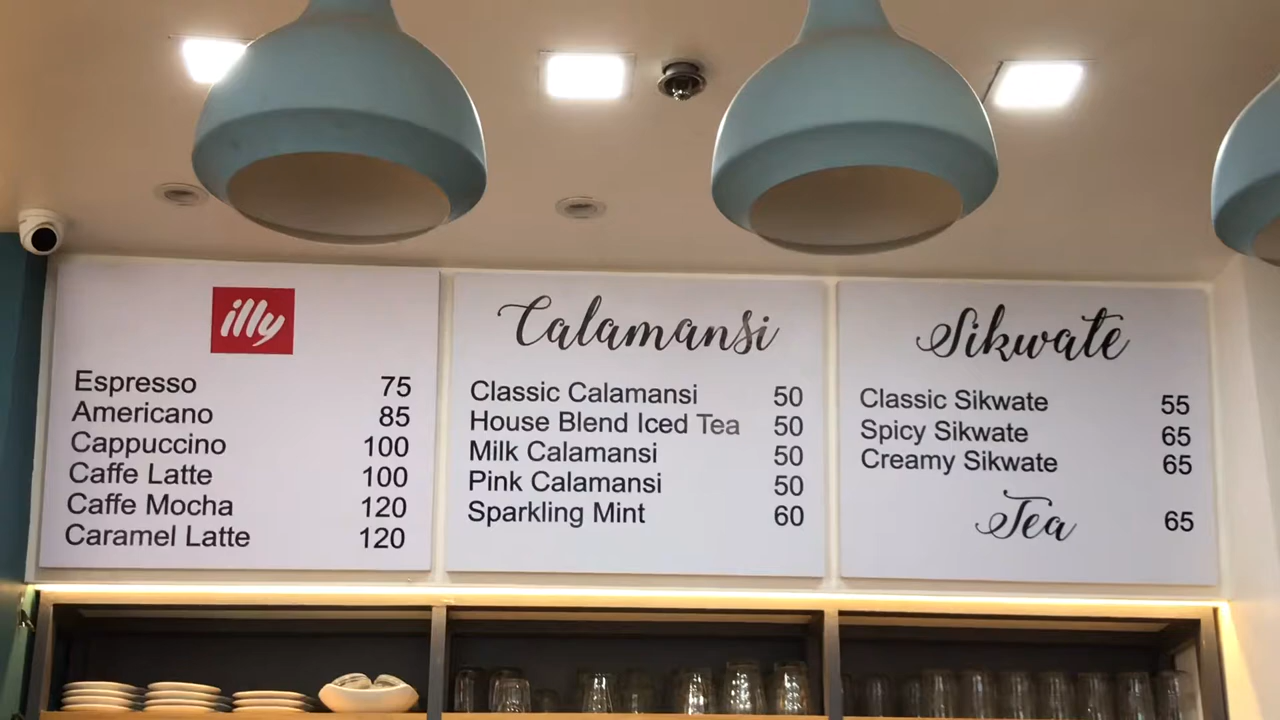 illy
Espresso 75
Americano 85
Cappuccino 100
Caffe Latte 100
Caffe Mocha 120
Caramel Latte 120
Calamansi
Classic Calamansi 50
House Blend Iced Tea 50
Milk Calamansi 50
Pink Calamansi 50
Sparkling Mint 60
Sikwate
Classic Sikwate 55
Spicy Sikwate 65
Creamy Sikwate 65
Tea 65